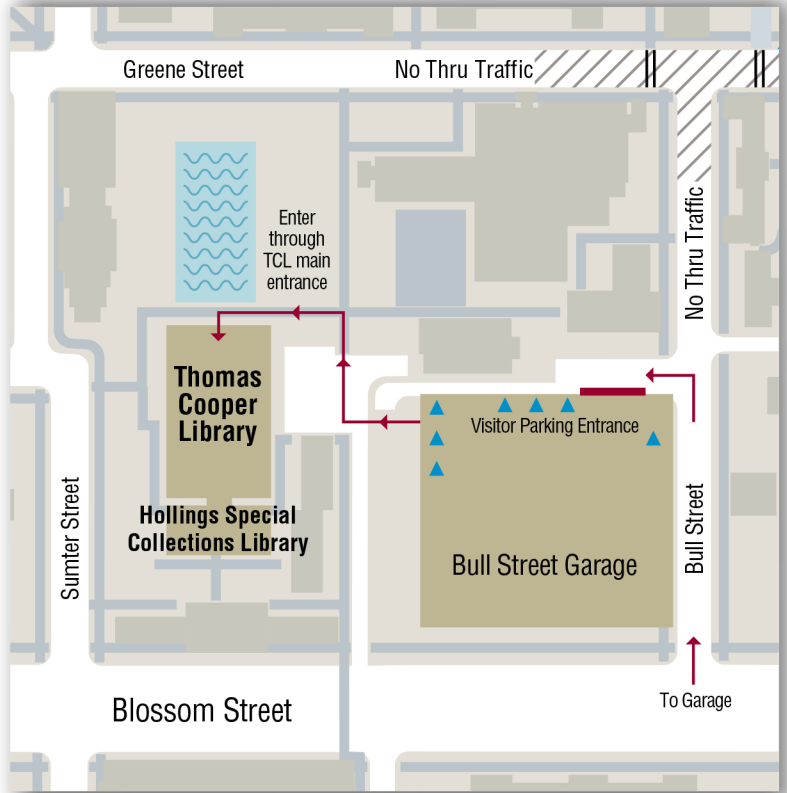 Greene Street
No Thru Traffic
Enter
through
TCL main
entrance
No Thru Traffic
Thomas
Cooper
Library
Visitor Parking Entrance
Hollings Special
Collections Library
Sumter Street
Bull Street Garage
Bull Street
To Garage
Blossom Street